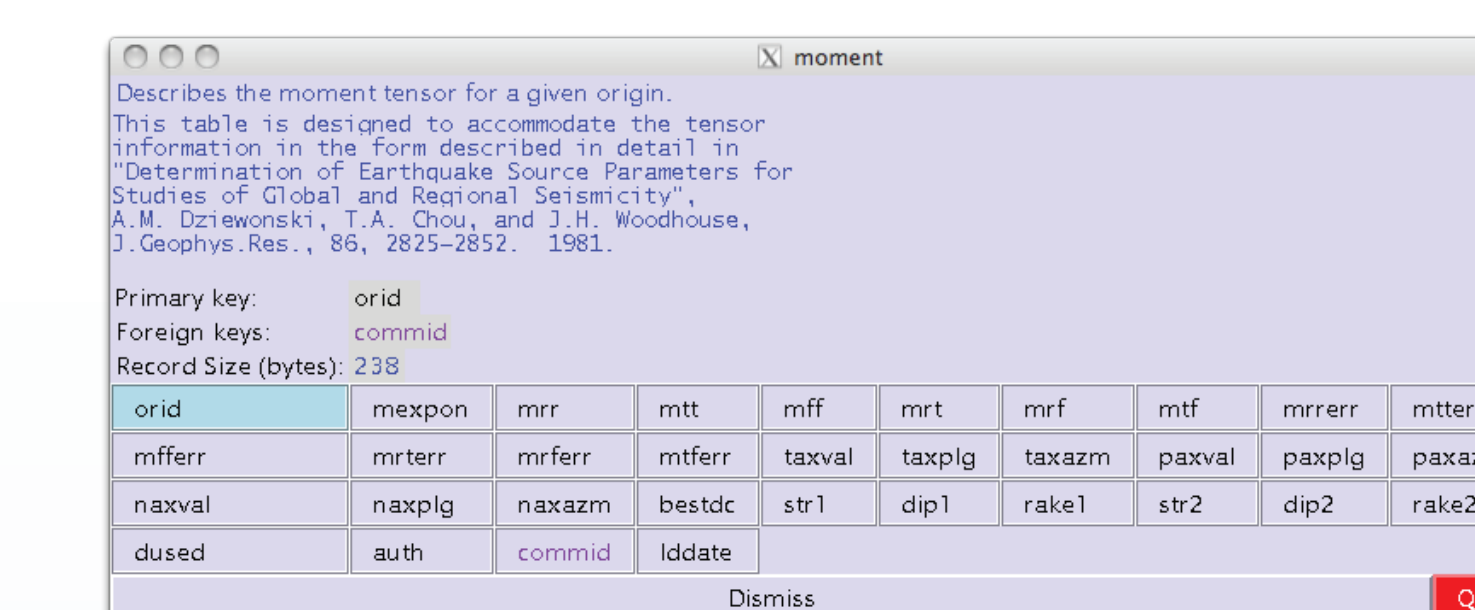 moment
Describes the moment tensor for a given origin.
This table is designed to accommodate the tensor
information in the form described in detail in
"Determination of Earthquake Source Parameters for
Studies of Global and Regional Seismicity",
A.M. Dziewonski, T.A. Chou, and J.H. Woodhouse,
J.Geophys.Res., 86, 2825-2852. 1981.
Primary key: orid
Foreign keys: commid
Record Size (bytes): 238
orid mexpon mrr mtt mff mrt mrf mtf mrrerr
mfferr mrterr mrferr mtferr taxval taxplg taxazm paxval paxplg
naxval naxplg naxazm bestdc str1 dip1 rake1 str2 dip2 rake2
dused auth commid lddate
Dismiss